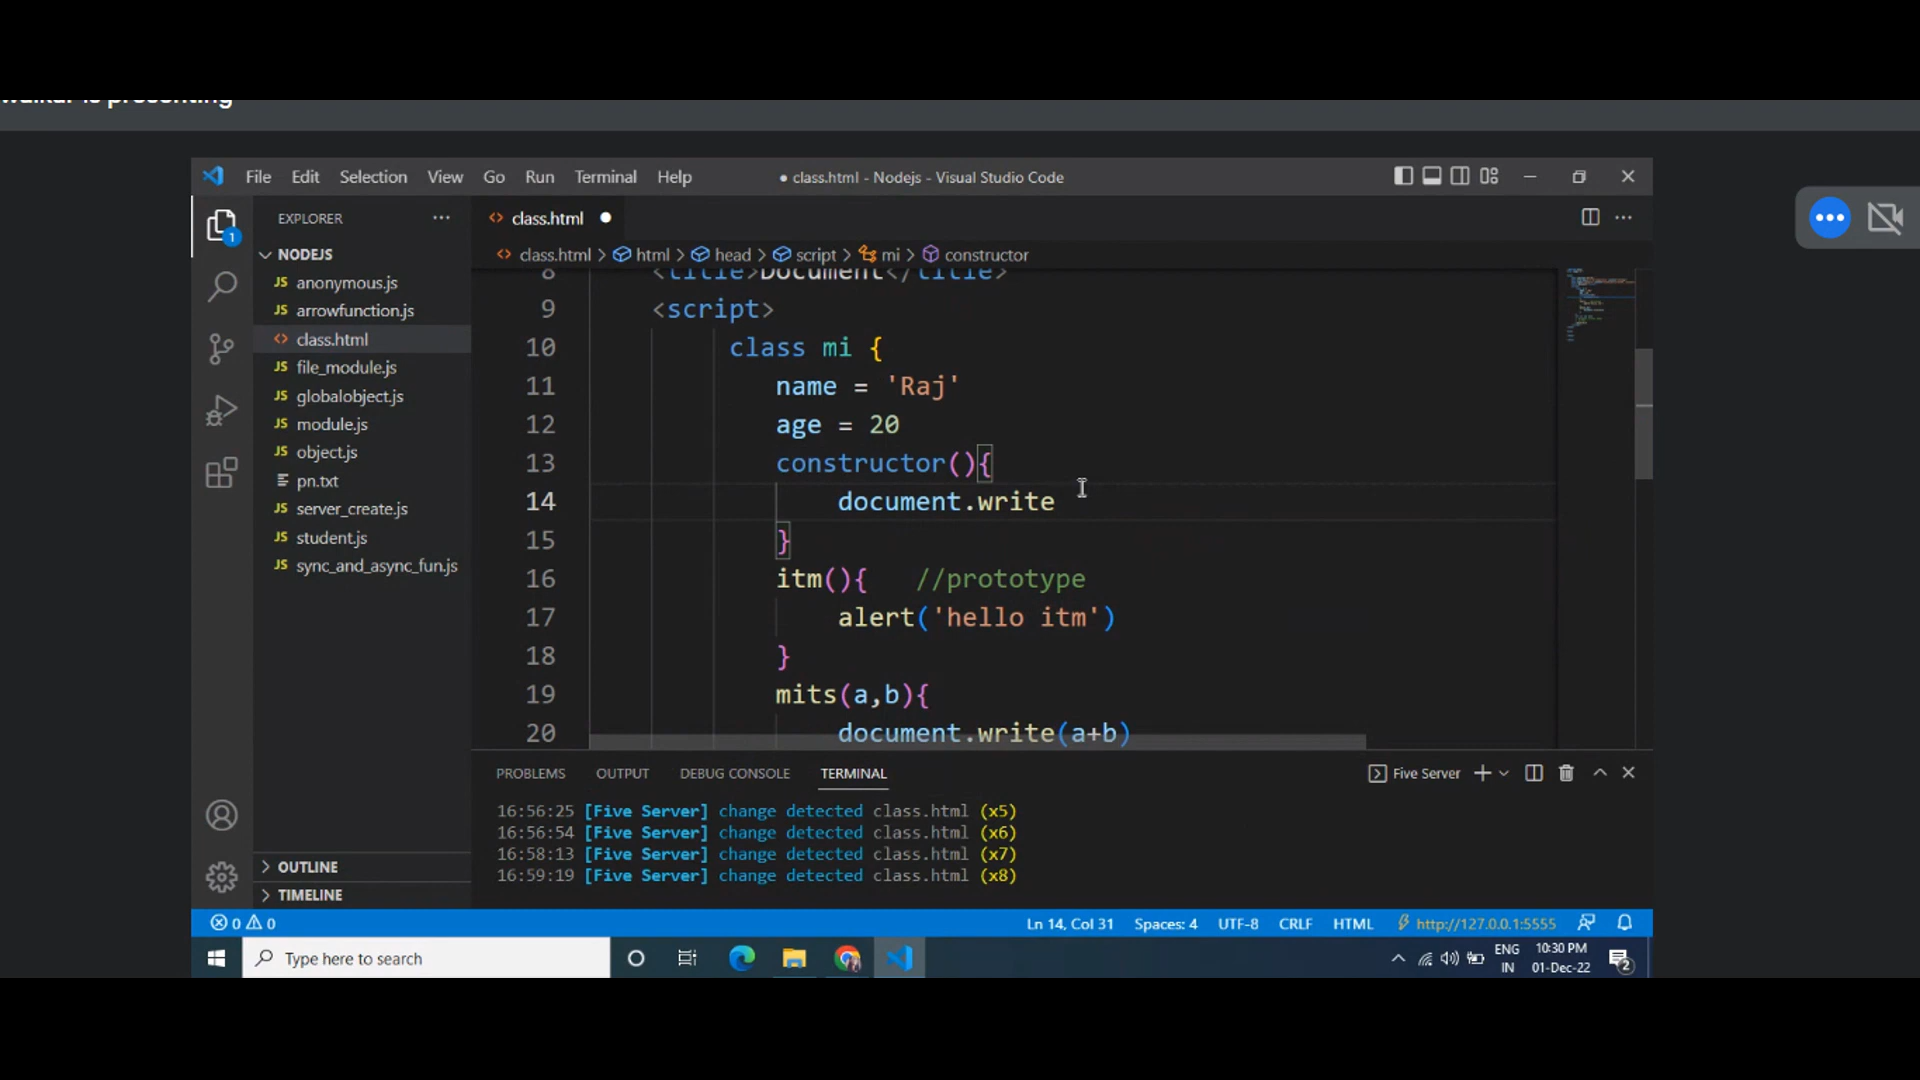 is presenting
File Edit Selection View Go Run Terminal Help
● class.html - Nodejs - Visual Studio Code
EXPLORER
class.html
NODEJS
class.html > html > head > script > mi > constructor
JS anonymous.js
JS arrowfunction.js
class.html
JS file_module.js
JS globalobject.js
JS module.js
JS object.js
pn.txt
JS server_create.js
JS student.js
JS sync_and_async_fun.js
OUTLINE
TIMELINE
8 <title>Document</title>
9 <script>
10 class mi {
11 name = 'Raj'
12 age = 20
13 constructor(){
14 document.write
15 }
16 itm(){ //prototype
17 alert('hello itm')
18 }
19 mits(a,b){
20 document.write(a+b)
PROBLEMS OUTPUT DEBUG CONSOLE TERMINAL Five Server
16:56:25 [Five Server] change detected class.html (x5)
16:56:54 [Five Server] change detected class.html (x6)
16:58:13 [Five Server] change detected class.html (x7)
16:59:19 [Five Server] change detected class.html (x8)
0 0 Ln 14, Col 31 Spaces: 4 UTF-8 CRLF HTML http://127.0.0.1:5555
1
Type here to search
ENG
IN
10:30 PM
01-Dec-22
2